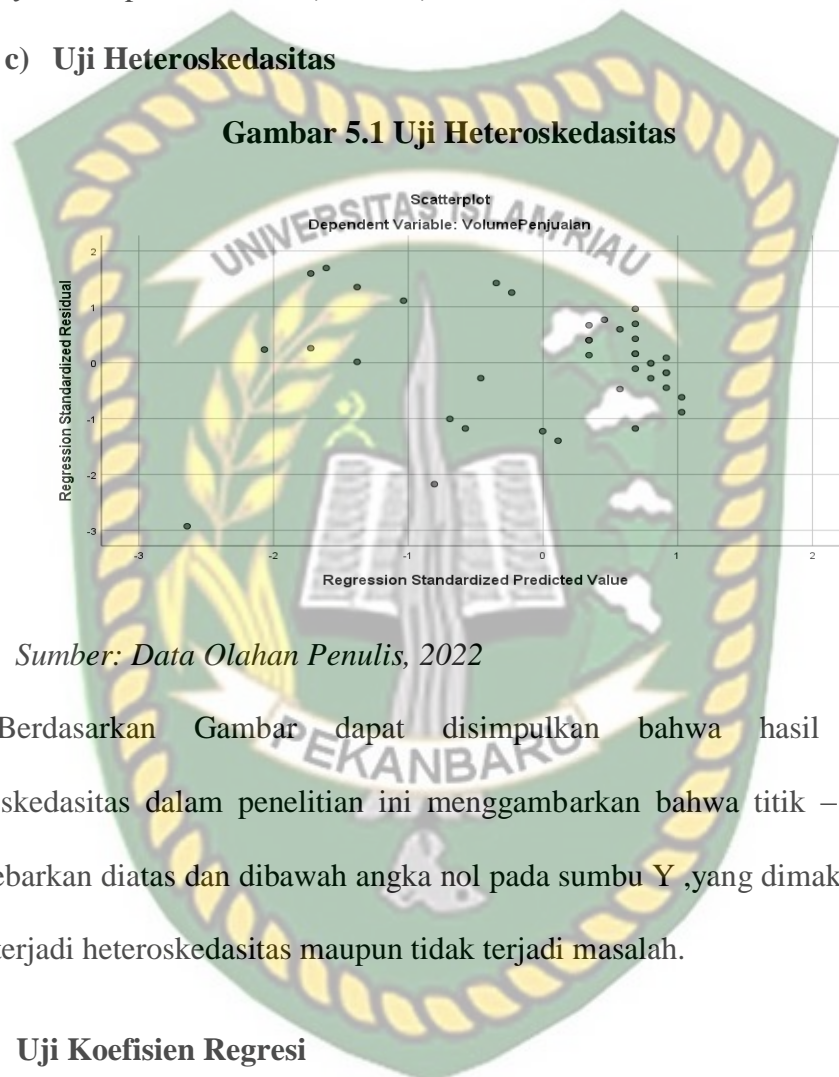 c) Uji Heteroskedasitas
Gambar 5.1 Uji Heteroskedasitas
Scatterplot
Dependent Variable: VolumePenjualan
UNIVERSITAS ISLAM RIAU
Regression Standardized Residual
2
1
0
-1
-2
-3
-3
-2
-1
0
1
2
Regression Standardized Predicted Value
Sumber: Data Olahan Penulis, 2022
Berdasarkan Gambar dapat disimpulkan bahwa hasil
skedasitas dalam penelitian ini menggambarkan bahwa titik –
ebarkan diatas dan dibawah angka nol pada sumbu Y ,yang dimak
terjadi heteroskedasitas maupun tidak terjadi masalah.
PEKANBARU
Uji Koefisien Regresi